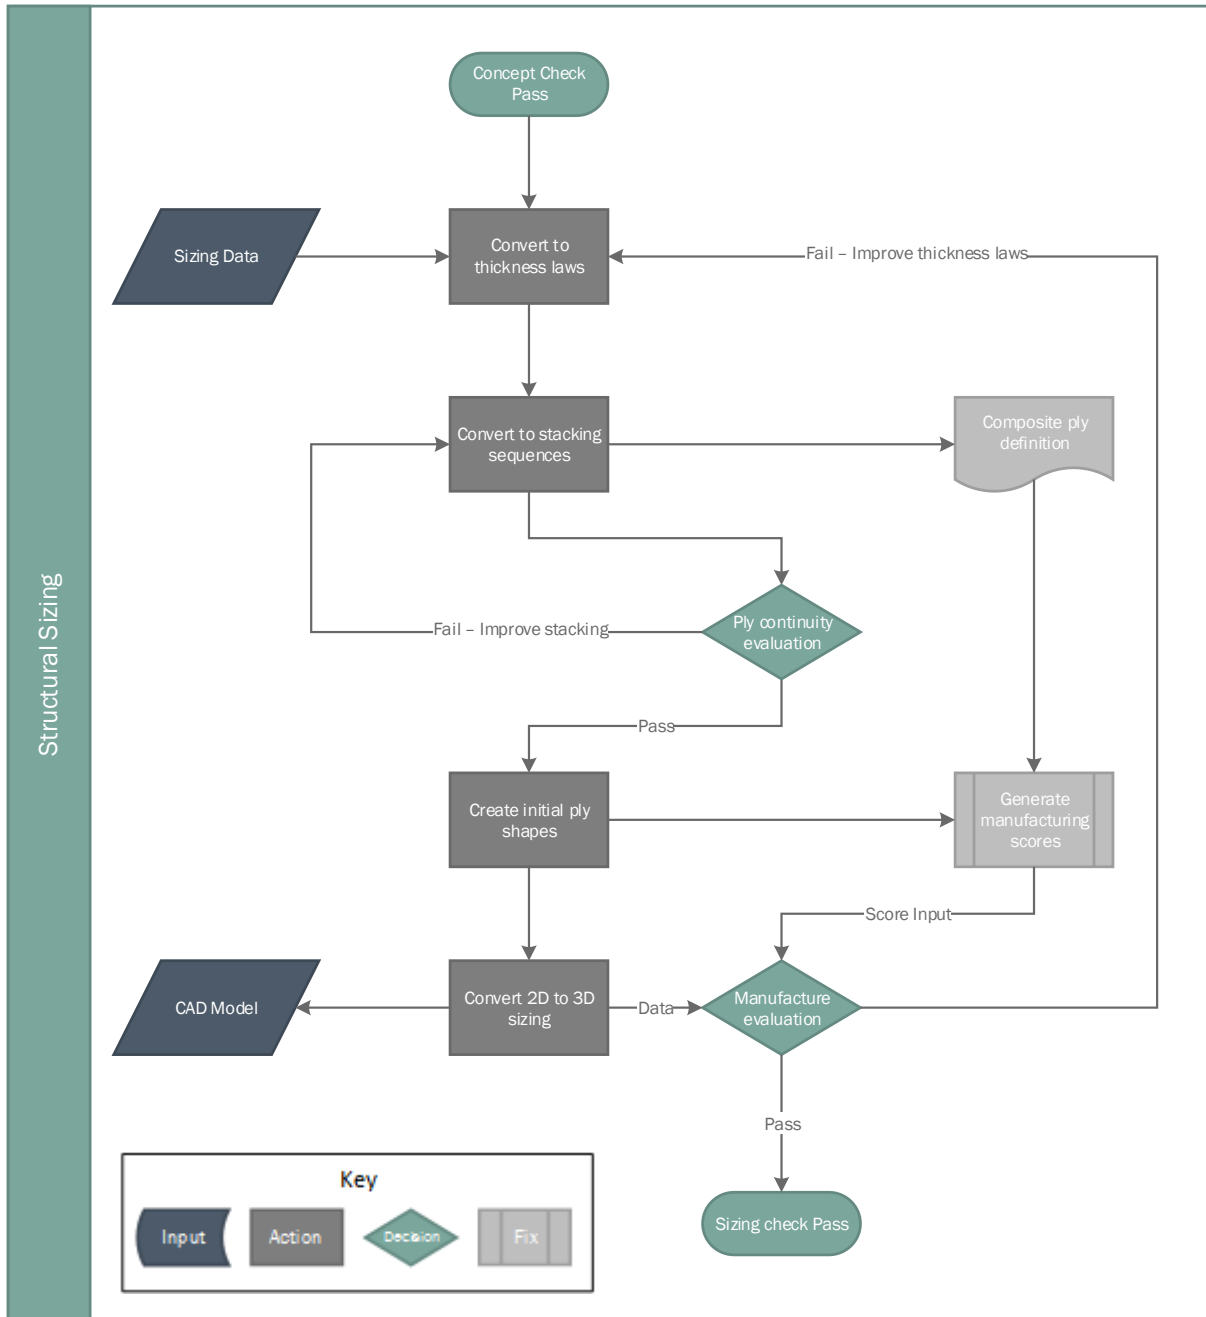 Structural Sizing
Concept Check
Pass
Sizing Data
Convert to
thickness laws
Fail – Improve thickness laws
Convert to stacking
sequences
Composite ply
definition
Fail – Improve stacking
Ply continuity
evaluation
Pass
Create initial ply
shapes
Generate
manufacturing
scores
Score Input
CAD Model
Convert 2D to 3D
sizing
Data
Manufacture
evaluation
Pass
Sizing check Pass
Key
Input
Action
Decision
Fix